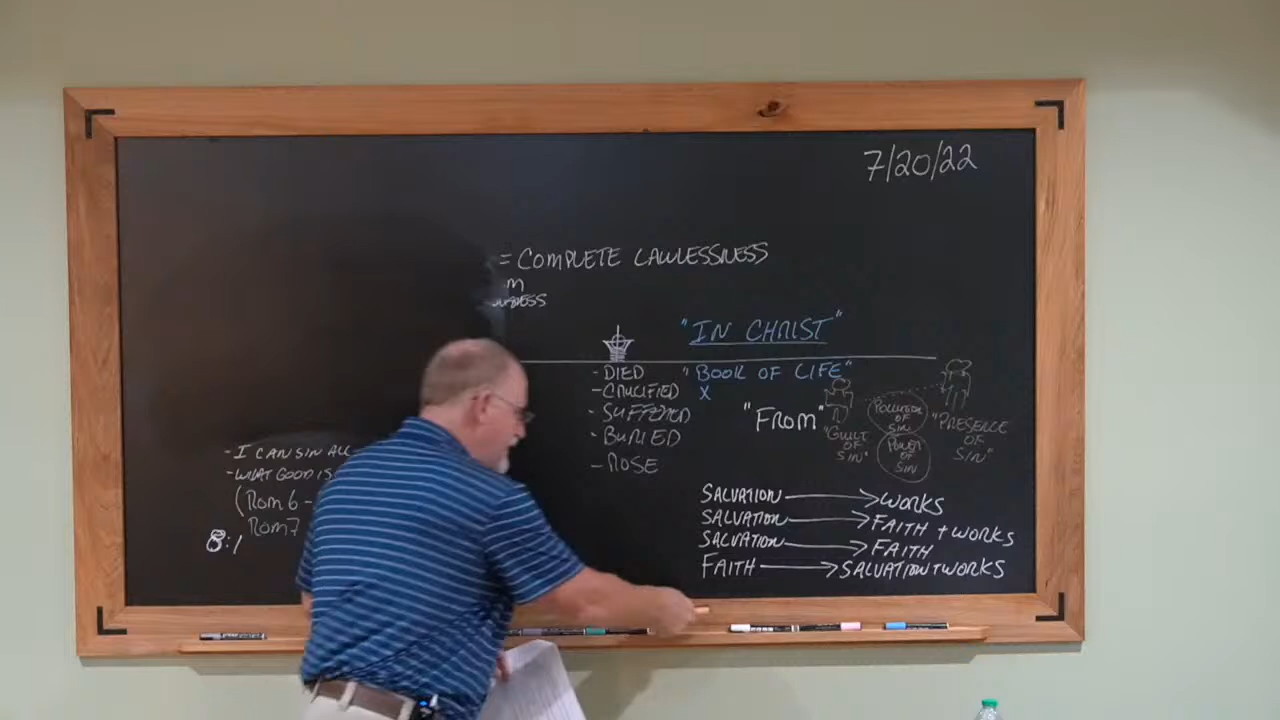 7/20/22
= COMPLETE LAWLESSNESS
"IN CHRIST"
- DIED
- CRUCIFIED
- SUFFERED
- BURIED
- ROSE
"BOOK OF LIFE"
X
"FROM"
"GUILT
OF
SIN"
POLLUTION
OF
SIN
POWER
OF
SIN
"PRESENCE
OF
SIN"
- I CAN SIN ALL
- WHAT GOOD IS
(ROM 6 -
ROM 7
8:1
SALVATION → WORKS
SALVATION → FAITH + WORKS
SALVATION → FAITH
FAITH → SALVATION + WORKS